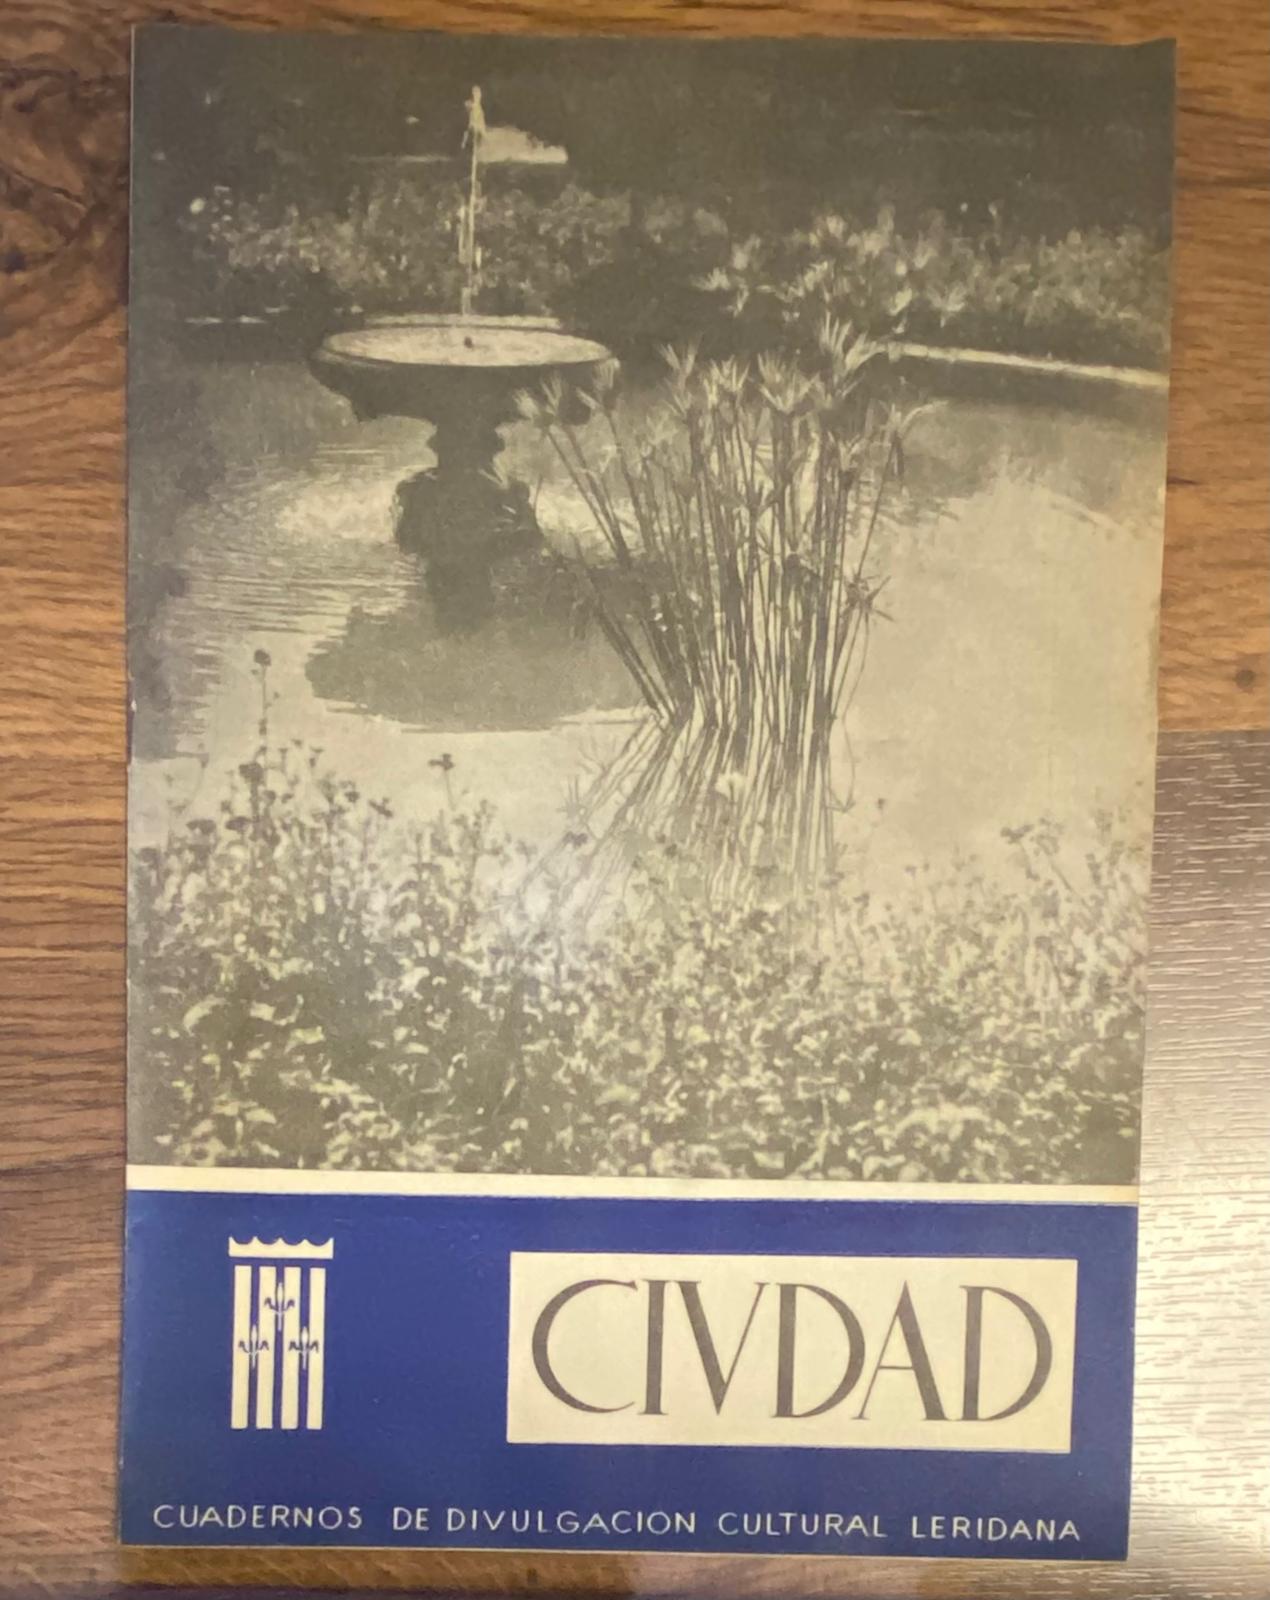 CIVDAD
CUADERNOS DE DIVULGACION CULTURAL LERIDANA